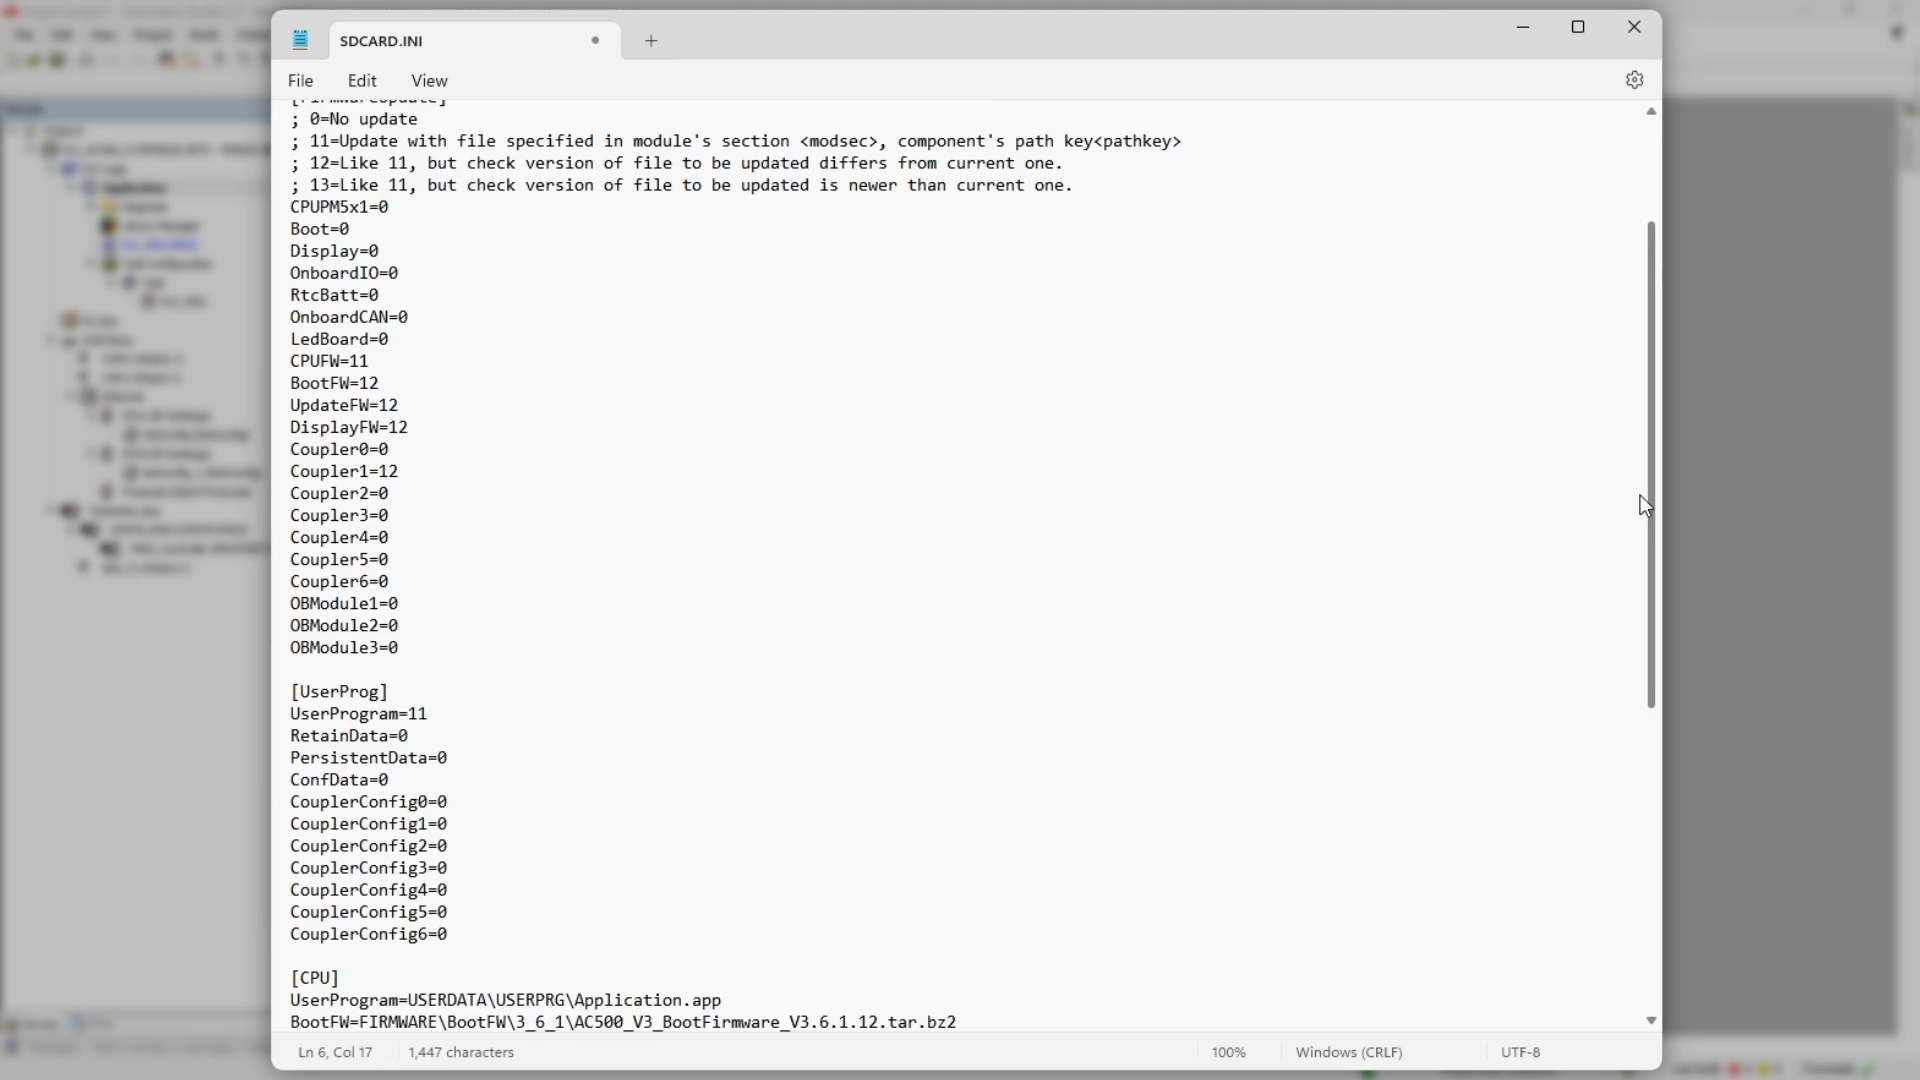 SDCARD.INI
File Edit View
[FirmwareUpdate]
; 0=No update
; 11=Update with file specified in module's section <modsec>, component's path key<pathkey>
; 12=Like 11, but check version of file to be updated differs from current one.
; 13=Like 11, but check version of file to be updated is newer than current one.
CPUPM5x1=0
Boot=0
Display=0
OnboardIO=0
RtcBatt=0
OnboardCAN=0
LedBoard=0
CPUFW=11
BootFW=12
UpdateFW=12
DisplayFW=12
Coupler0=0
Coupler1=12
Coupler2=0
Coupler3=0
Coupler4=0
Coupler5=0
Coupler6=0
OBModule1=0
OBModule2=0
OBModule3=0
[UserProg]
UserProgram=11
RetainData=0
PersistentData=0
ConfData=0
CouplerConfig0=0
CouplerConfig1=0
CouplerConfig2=0
CouplerConfig3=0
CouplerConfig4=0
CouplerConfig5=0
CouplerConfig6=0
[CPU]
UserProgram=USERDATA\USERPRG\Application.app
BootFW=FIRMWARE\BootFW\3_6_1\AC500_V3_BootFirmware_V3.6.1.12.tar.bz2
Ln 6, Col 17 1,447 characters 100% Windows (CRLF) UTF-8